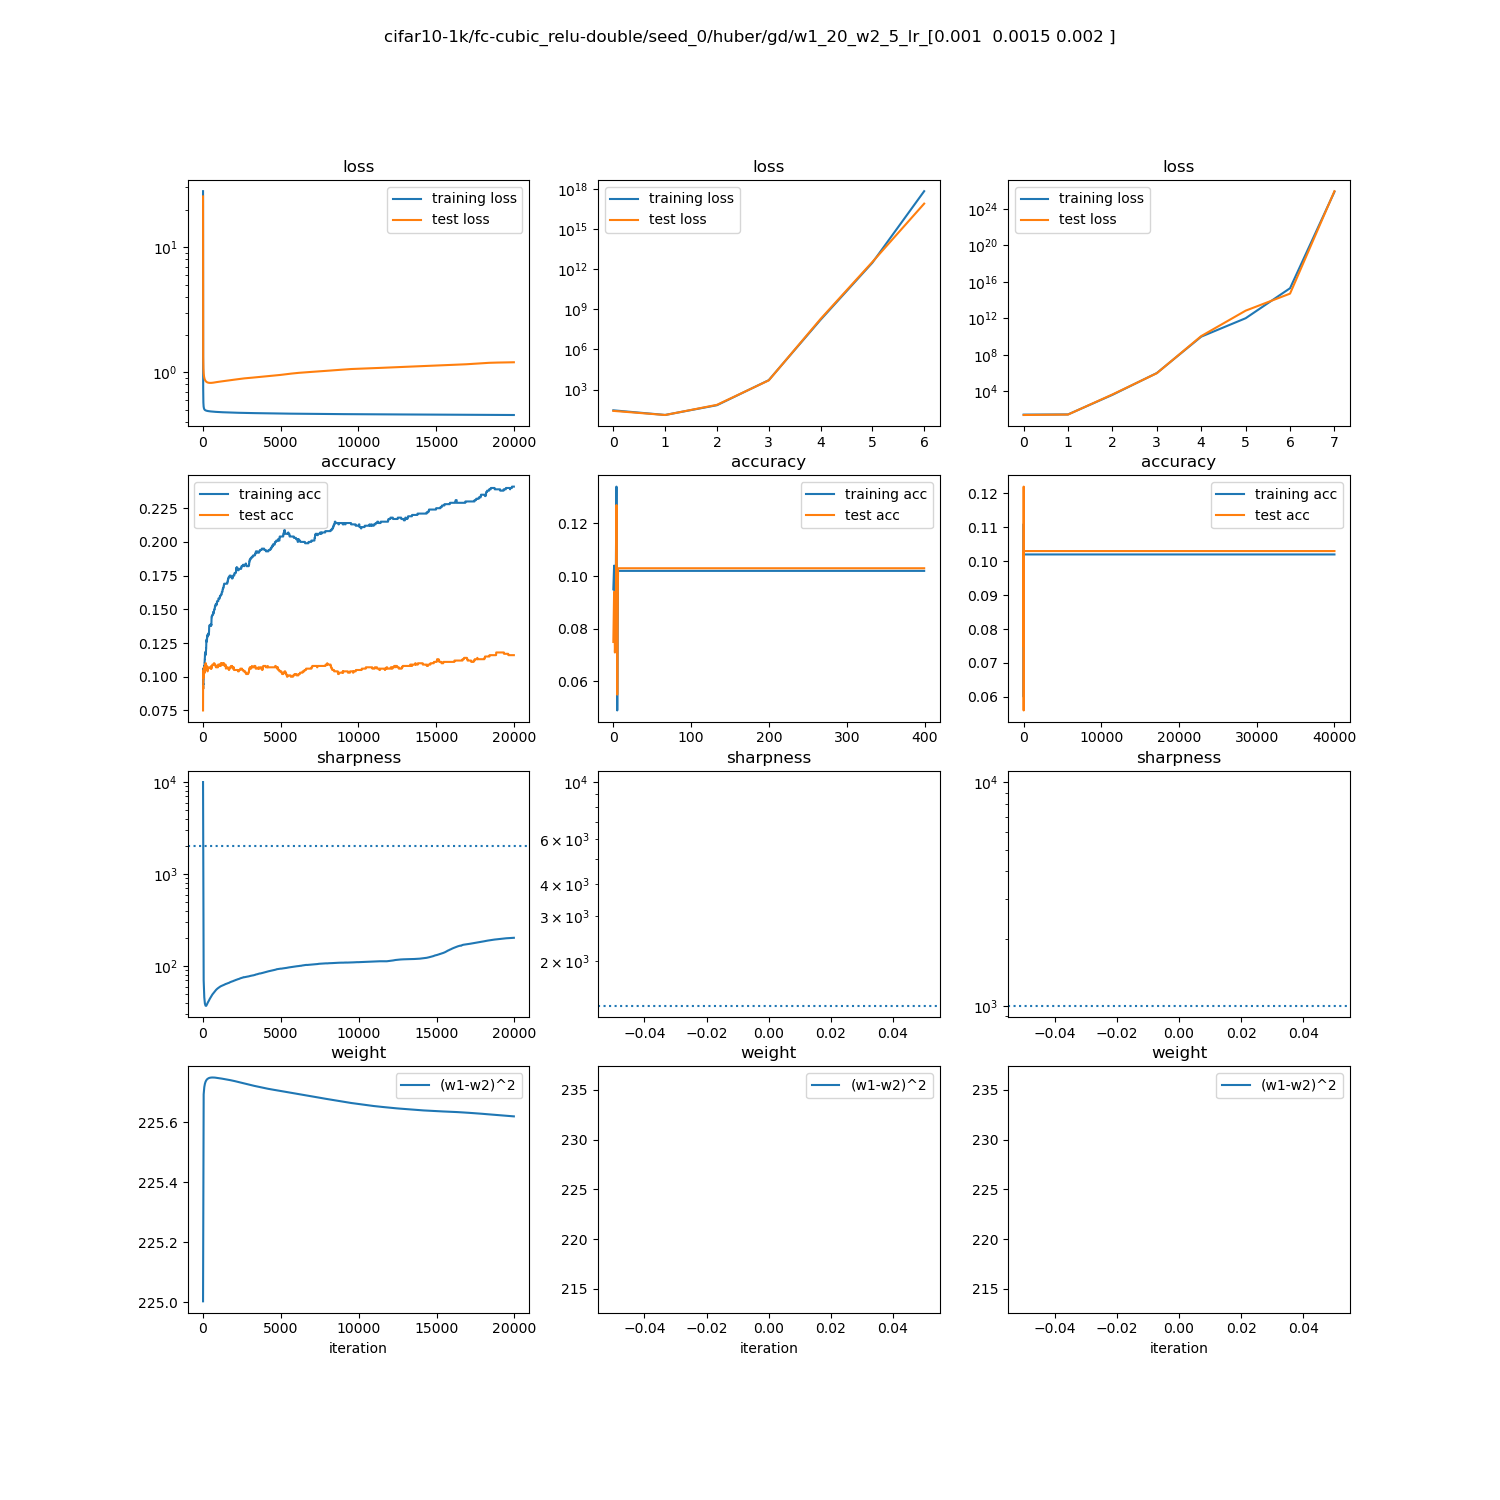 cifar10-1k/fc-cubic_relu-double/seed_0/huber/gd/w1_20_w2_5_lr_[0.001  0.0015 0.002 ]
loss
loss
loss
training loss
test loss
training loss
test loss
training loss
test loss
10^1
10^0
10^18
10^15
10^12
10^9
10^6
10^3
10^24
10^20
10^16
10^12
10^8
10^4
0 5000 10000 15000 20000
0 1 2 3 4 5 6
0 1 2 3 4 5 6 7
accuracy
accuracy
accuracy
training acc
test acc
training acc
test acc
training acc
test acc
0.225
0.200
0.175
0.150
0.125
0.100
0.075
0.12
0.10
0.08
0.06
0.12
0.11
0.10
0.09
0.08
0.07
0.06
0 5000 10000 15000 20000
0 100 200 300 400
0 10000 20000 30000 40000
sharpness
sharpness
sharpness
10^4
10^3
10^2
10^4
6 × 10^3
4 × 10^3
3 × 10^3
2 × 10^3
10^4
10^3
0 5000 10000 15000 20000
−0.04 −0.02 0.00 0.02 0.04
−0.04 −0.02 0.00 0.02 0.04
weight
weight
weight
(w1-w2)^2
(w1-w2)^2
(w1-w2)^2
225.6
225.4
225.2
225.0
235
230
225
220
215
235
230
225
220
215
0 5000 10000 15000 20000
−0.04 −0.02 0.00 0.02 0.04
−0.04 −0.02 0.00 0.02 0.04
iteration
iteration
iteration